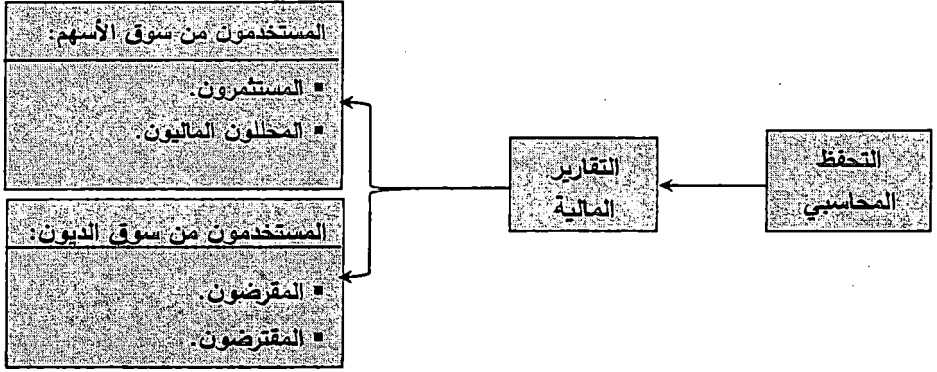 التحفظ
المحاسبي
التقارير
المالية
المستخدمون من سوق الأسهم:
▪ المستثمرون.
▪ المحللون الماليون.
المستخدمون من سوق الديون:
▪ المقرضون.
▪ المقترضون.